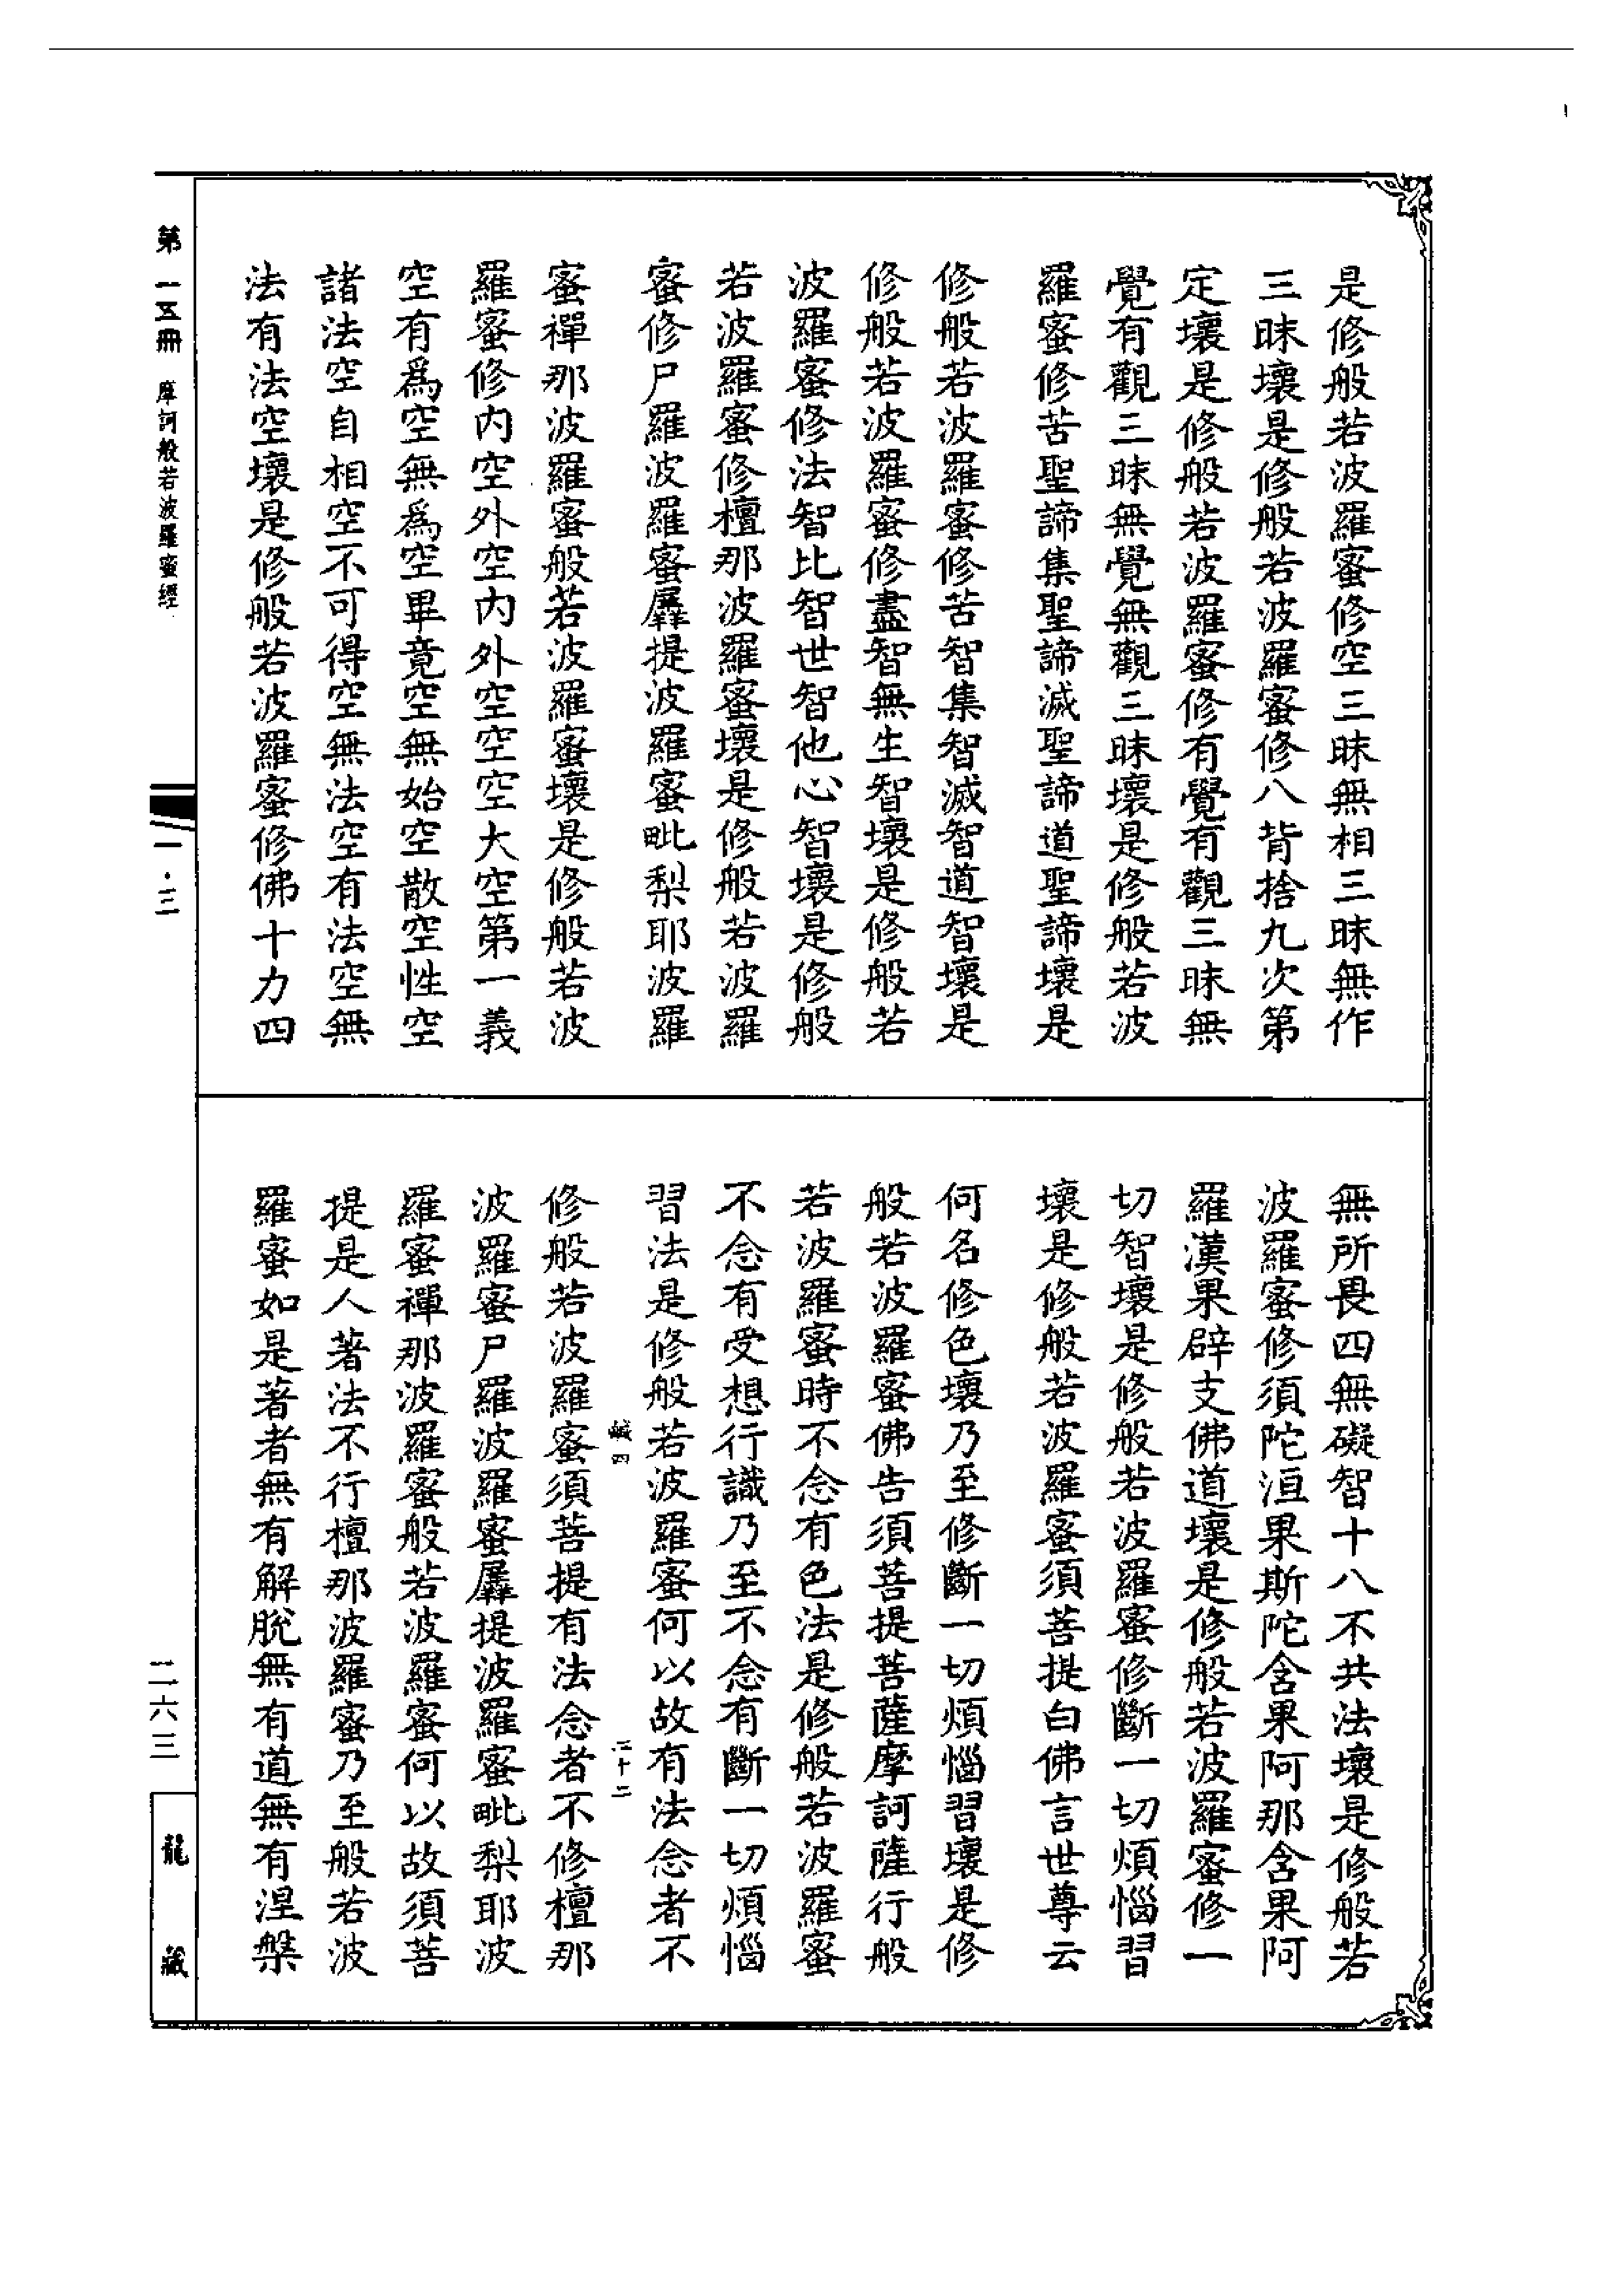 是修般若波羅蜜修空三昧無相三昧無作
三昧壞是修般若波羅蜜修八背捨九次第
定壞是修般若波羅蜜修有覺有觀三昧無
覺有觀三昧無覺無觀三昧壞是修般若波
羅蜜修苦聖諦集聖諦滅聖諦道聖諦壞是
修般若波羅蜜修苦智集智滅智道智壞是
修般若波羅蜜修盡智無生智壞是修般若
波羅蜜修法智比智世智他心智壞是修般
若波羅蜜修檀那波羅蜜壞是修般若波羅
蜜修尸羅波羅蜜羼提波羅蜜毗梨耶波羅
蜜禪那波羅蜜般若波羅蜜壞是修般若波
羅蜜修內空外空內外空空空大空第一義
空有為空無為空畢竟空無始空散空性空
諸法空自相空不可得空無法空有法空無
法有法空壞是修般若波羅蜜修佛十力四
無所畏四無礙智十八不共法壞是修般若
波羅蜜修須陀洹果斯陀含果阿那含果阿
羅漢果辟支佛道壞是修般若波羅蜜修一
切智壞是修般若波羅蜜修斷一切煩惱習
壞是修般若波羅蜜須菩提白佛言世尊云
何名修色壞乃至修斷一切煩惱習壞是修
般若波羅蜜佛告須菩提菩薩摩訶薩行般
若波羅蜜時不念有色法是修般若波羅蜜
不念有受想行識乃至不念有斷一切煩惱
習法是修般若波羅蜜何以故有法念者不
鹹四 二十二
修般若波羅蜜須菩提有法念者不修檀那
波羅蜜尸羅波羅蜜羼提波羅蜜毗梨耶波
羅蜜禪那波羅蜜般若波羅蜜何以故須菩
提是人著法不行檀那波羅蜜乃至般若波
羅蜜如是著者無有解脫無有道無有涅槃
第一五冊 摩訶般若波羅蜜經
一·三
二六三
龍藏